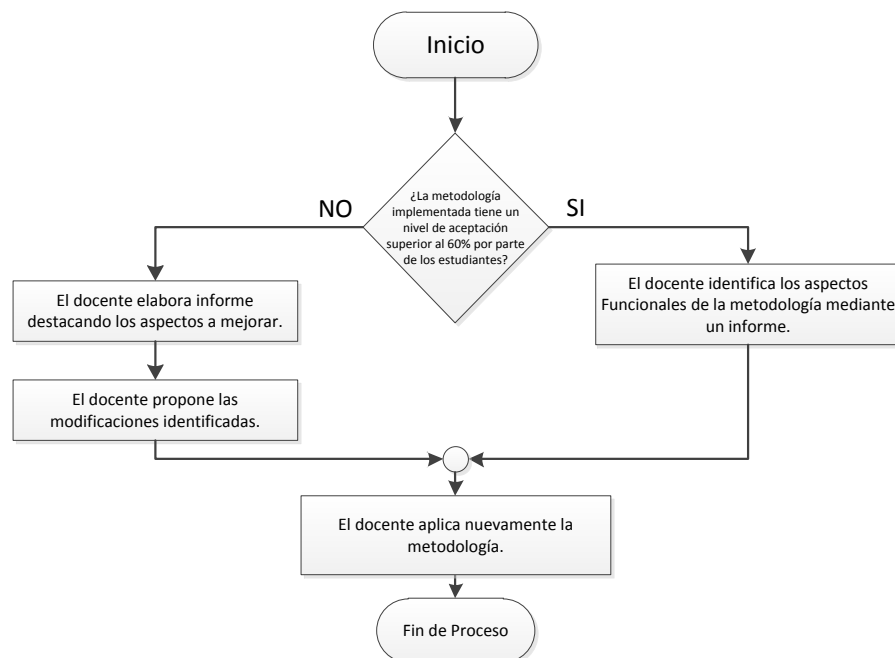 Inicio
¿La metodología
implementada tiene un
nivel de aceptación
superior al 60% por parte
de los estudiantes?
NO
SI
El docente elabora informe
destacando los aspectos a mejorar.
El docente propone las
modificaciones identificadas.
El docente identifica los aspectos
Funcionales de la metodología mediante
un informe.
El docente aplica nuevamente la
metodología.
Fin de Proceso